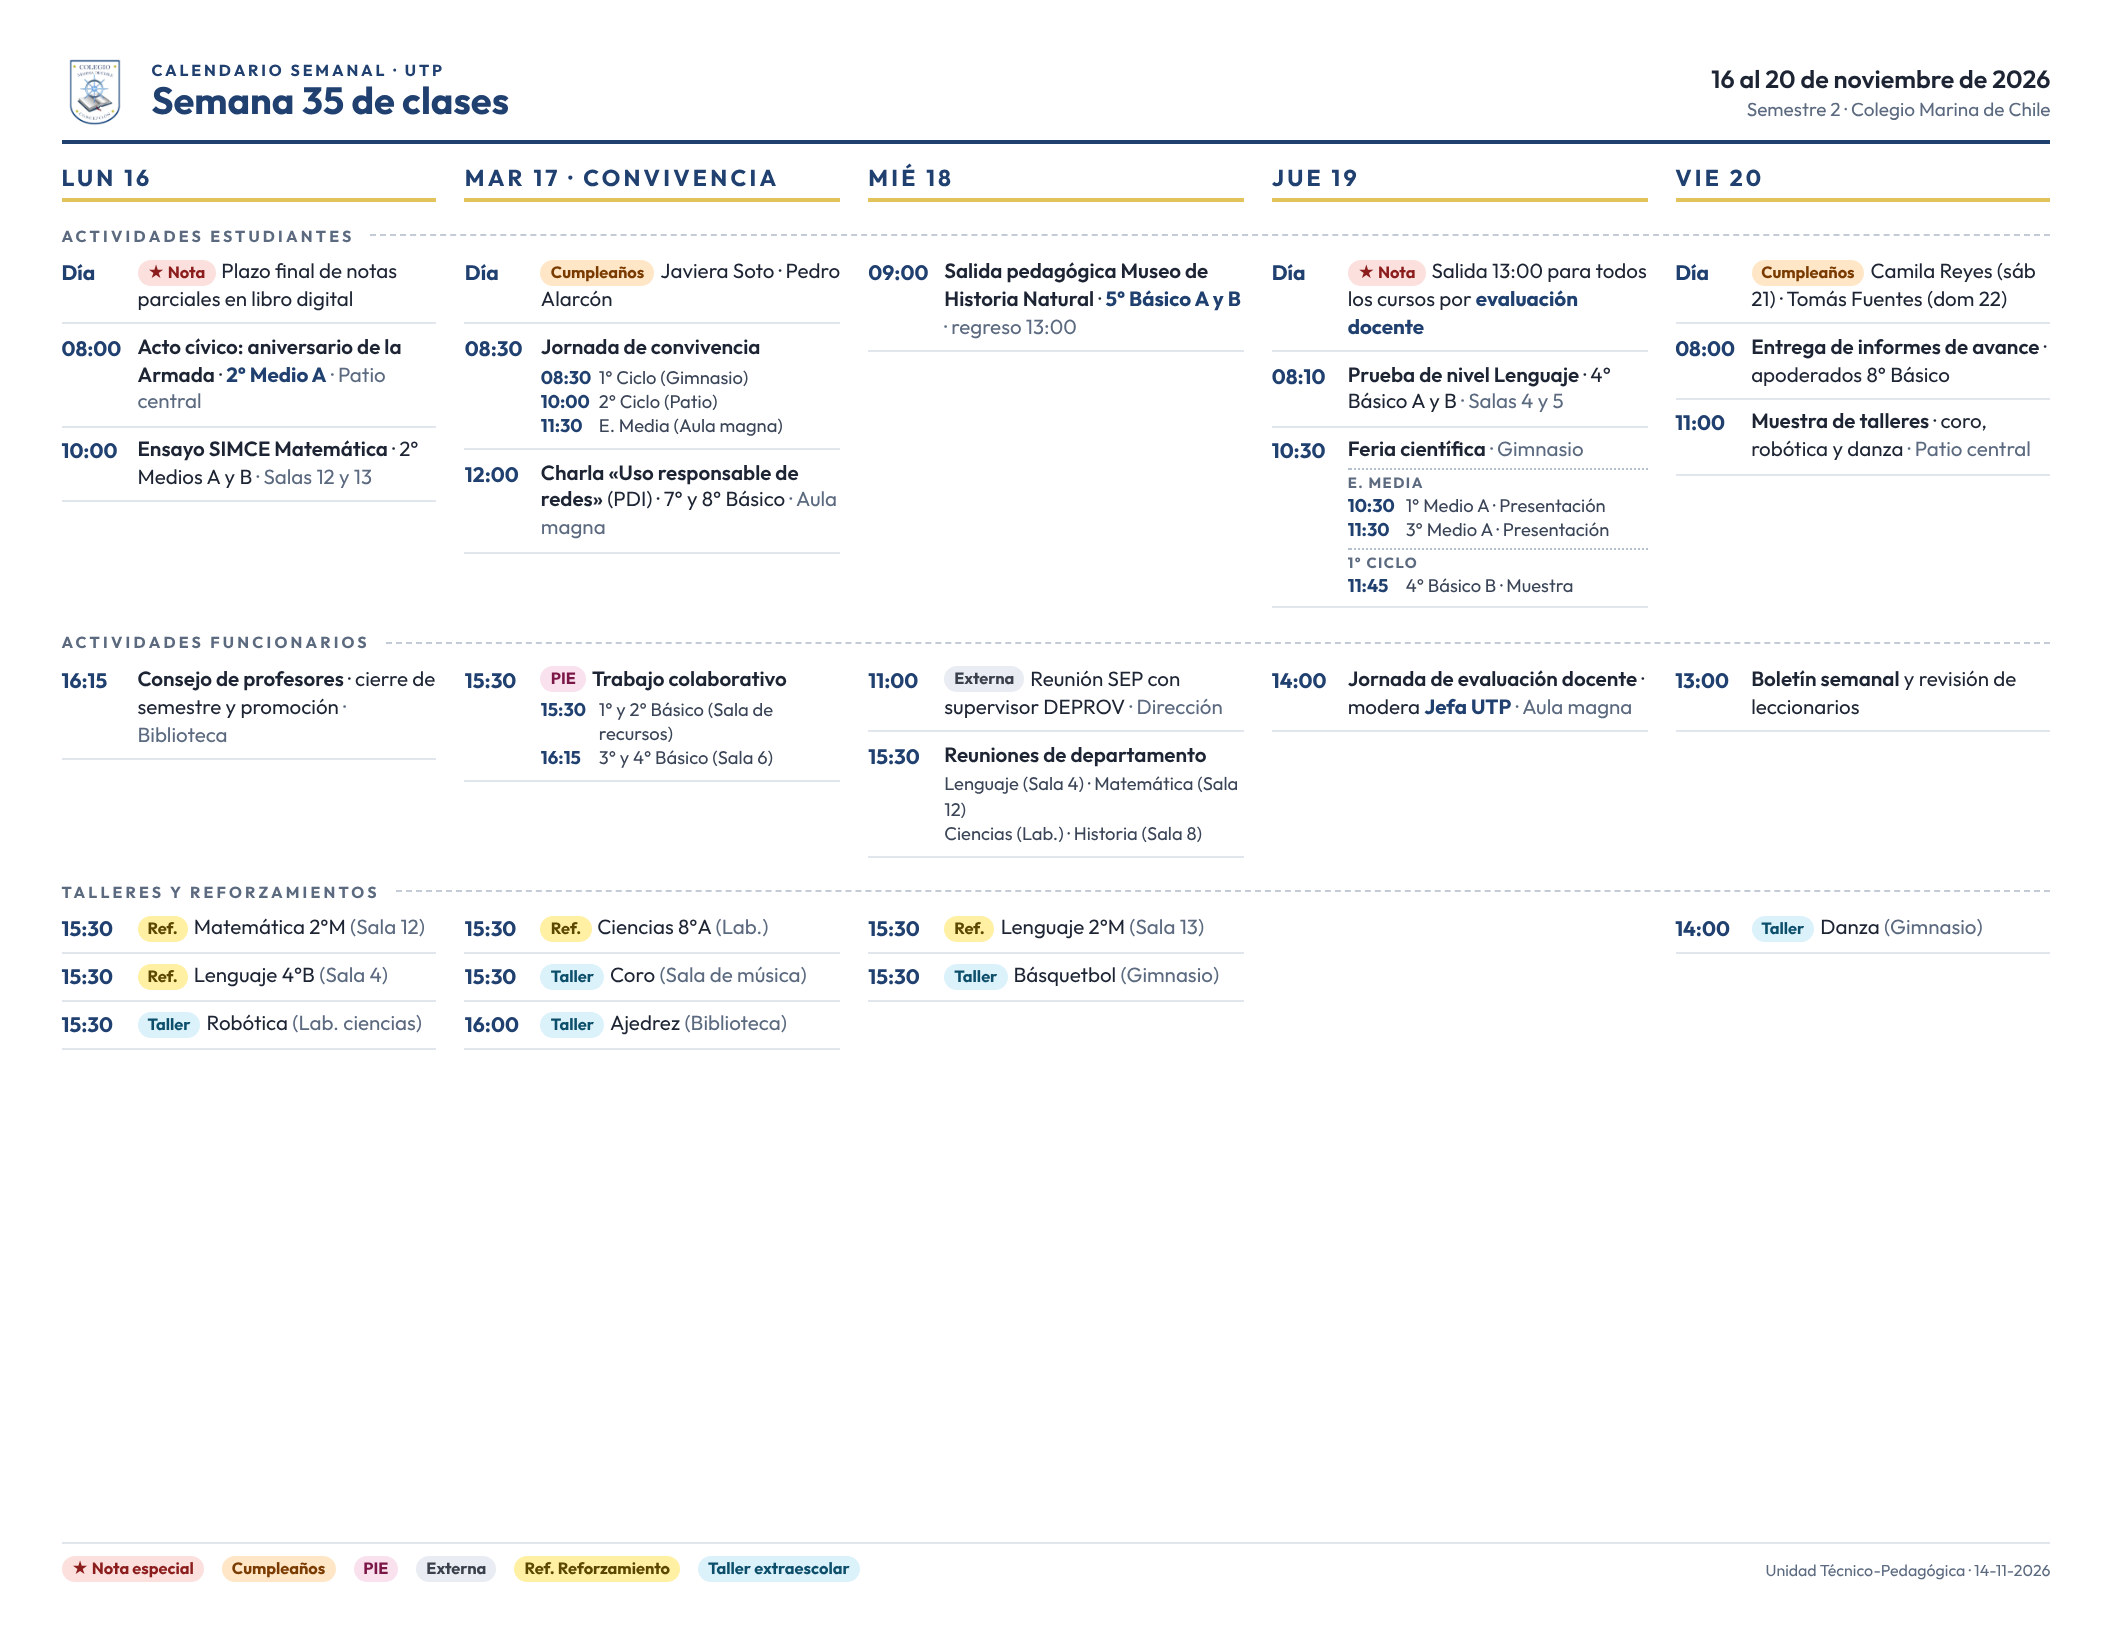 COLEGIO
CALENDARIO SEMANAL · UTP
Semana 35 de clases
16 al 20 de noviembre de 2026
Semestre 2 · Colegio Marina de Chile
LUN 16
MAR 17 · CONVIVENCIA
MIÉ 18
JUE 19
VIE 20
ACTIVIDADES ESTUDIANTES
Día
★ Nota Plazo final de notas
parciales en libro digital
08:00 Acto cívico: aniversario de la
Armada · 2° Medio A · Patio
central
10:00 Ensayo SIMCE Matemática · 2°
Medios A y B · Salas 12 y 13
Día
Cumpleaños Javiera Soto · Pedro
Alarcón
08:30 Jornada de convivencia
08:30 1° Ciclo (Gimnasio)
10:00 2° Ciclo (Patio)
11:30 E. Media (Aula magna)
12:00 Charla «Uso responsable de
redes» (PDI) · 7° y 8° Básico · Aula
magna
09:00 Salida pedagógica Museo de
Historia Natural · 5° Básico A y B
· regreso 13:00
Día
★ Nota Salida 13:00 para todos
los cursos por evaluación
docente
08:10 Prueba de nivel Lenguaje · 4°
Básico A y B · Salas 4 y 5
10:30 Feria científica · Gimnasio
E. MEDIA
10:30 1° Medio A · Presentación
11:30 3° Medio A · Presentación
1° CICLO
11:45 4° Básico B · Muestra
Día
Cumpleaños Camila Reyes (sáb
21) · Tomás Fuentes (dom 22)
08:00 Entrega de informes de avance ·
apoderados 8° Básico
11:00 Muestra de talleres · coro,
robótica y danza · Patio central
ACTIVIDADES FUNCIONARIOS
16:15 Consejo de profesores · cierre de
semestre y promoción ·
Biblioteca
15:30 PIE Trabajo colaborativo
15:30 1° y 2° Básico (Sala de
recursos)
16:15 3° y 4° Básico (Sala 6)
11:00 Externa Reunión SEP con
supervisor DEPROV · Dirección
15:30 Reuniones de departamento
Lenguaje (Sala 4) · Matemática (Sala
12)
Ciencias (Lab.) · Historia (Sala 8)
14:00 Jornada de evaluación docente ·
modera Jefa UTP · Aula magna
13:00 Boletín semanal y revisión de
leccionarios
TALLERES Y REFORZAMIENTOS
15:30 Ref. Matemática 2°M (Sala 12)
15:30 Ref. Lenguaje 4°B (Sala 4)
15:30 Taller Robótica (Lab. ciencias)
15:30 Ref. Ciencias 8°A (Lab.)
15:30 Taller Coro (Sala de música)
16:00 Taller Ajedrez (Biblioteca)
15:30 Ref. Lenguaje 2°M (Sala 13)
15:30 Taller Básquetbol (Gimnasio)
14:00 Taller Danza (Gimnasio)
★ Nota especial
Cumpleaños
PIE
Externa
Ref. Reforzamiento
Taller extraescolar
Unidad Técnico-Pedagógica · 14-11-2026